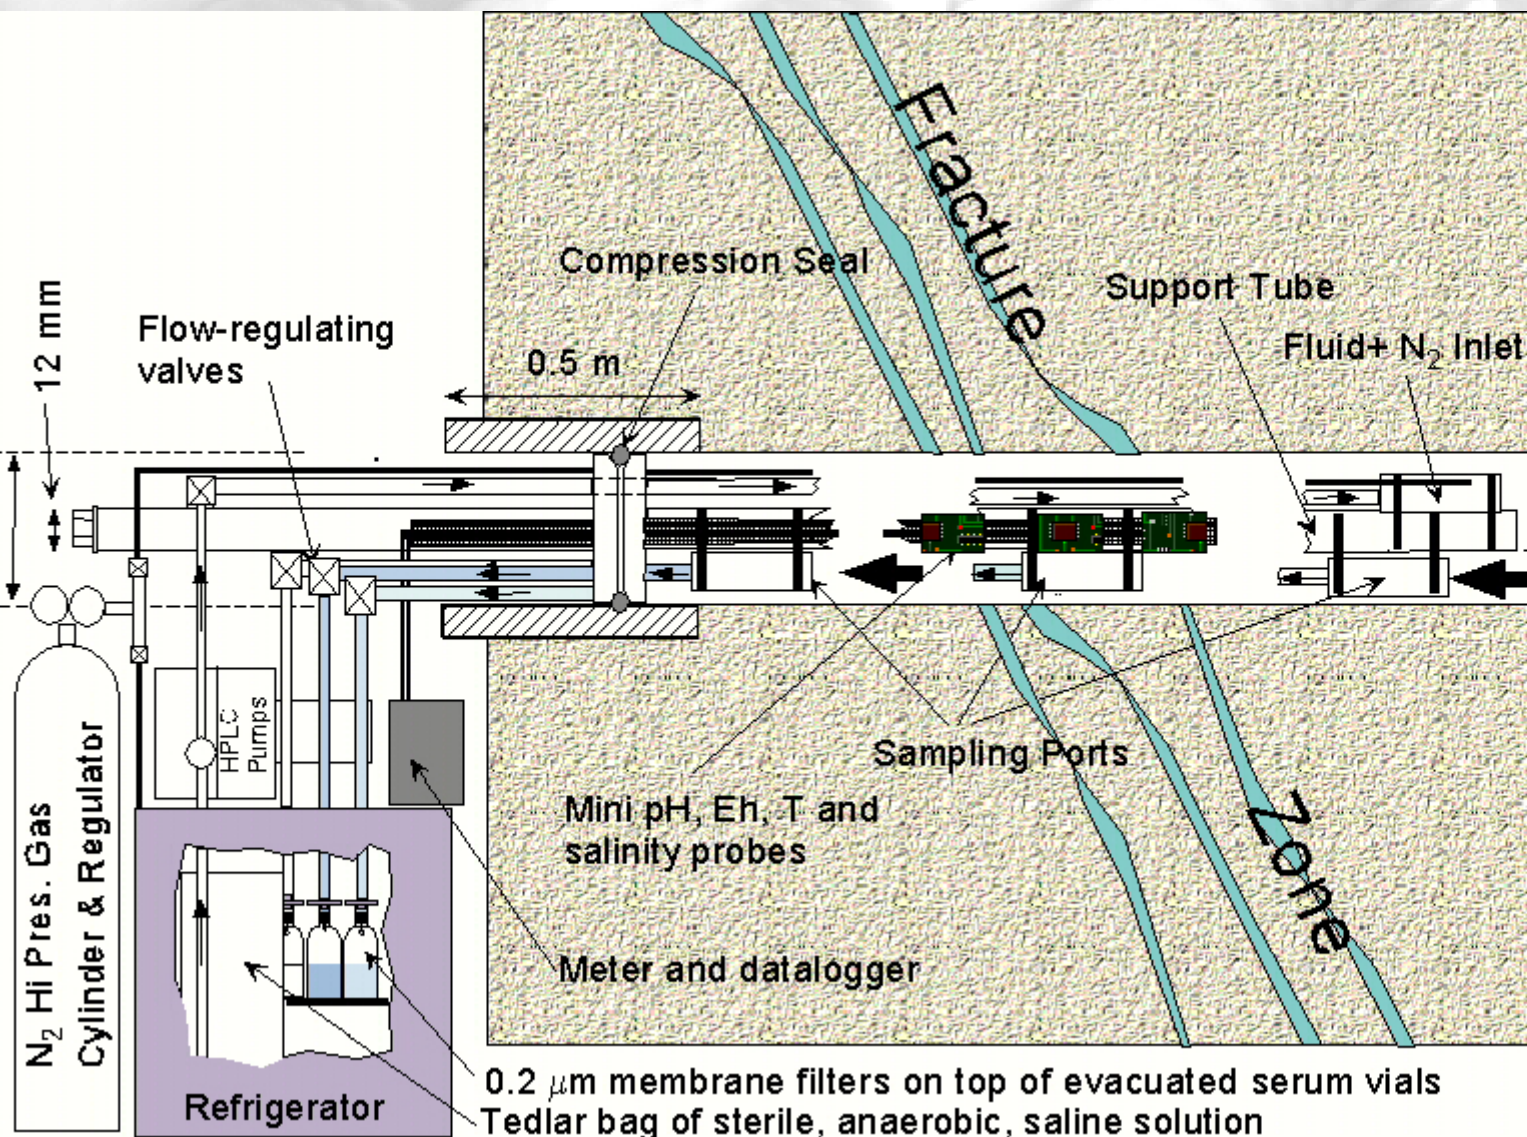 Fracture
Compression Seal
Support Tube
12 mm
Flow-regulating
valves
0.5 m
Fluid+ N₂ Inlet
HPLC
Pumps
Sampling Ports
Mini pH, Eh, T and
salinity probes
Zone
N₂ Hi Pres. Gas
Cylinder & Regulator
Meter and datalogger
Refrigerator
0.2 μm membrane filters on top of evacuated serum vials
Tedlar bag of sterile, anaerobic, saline solution